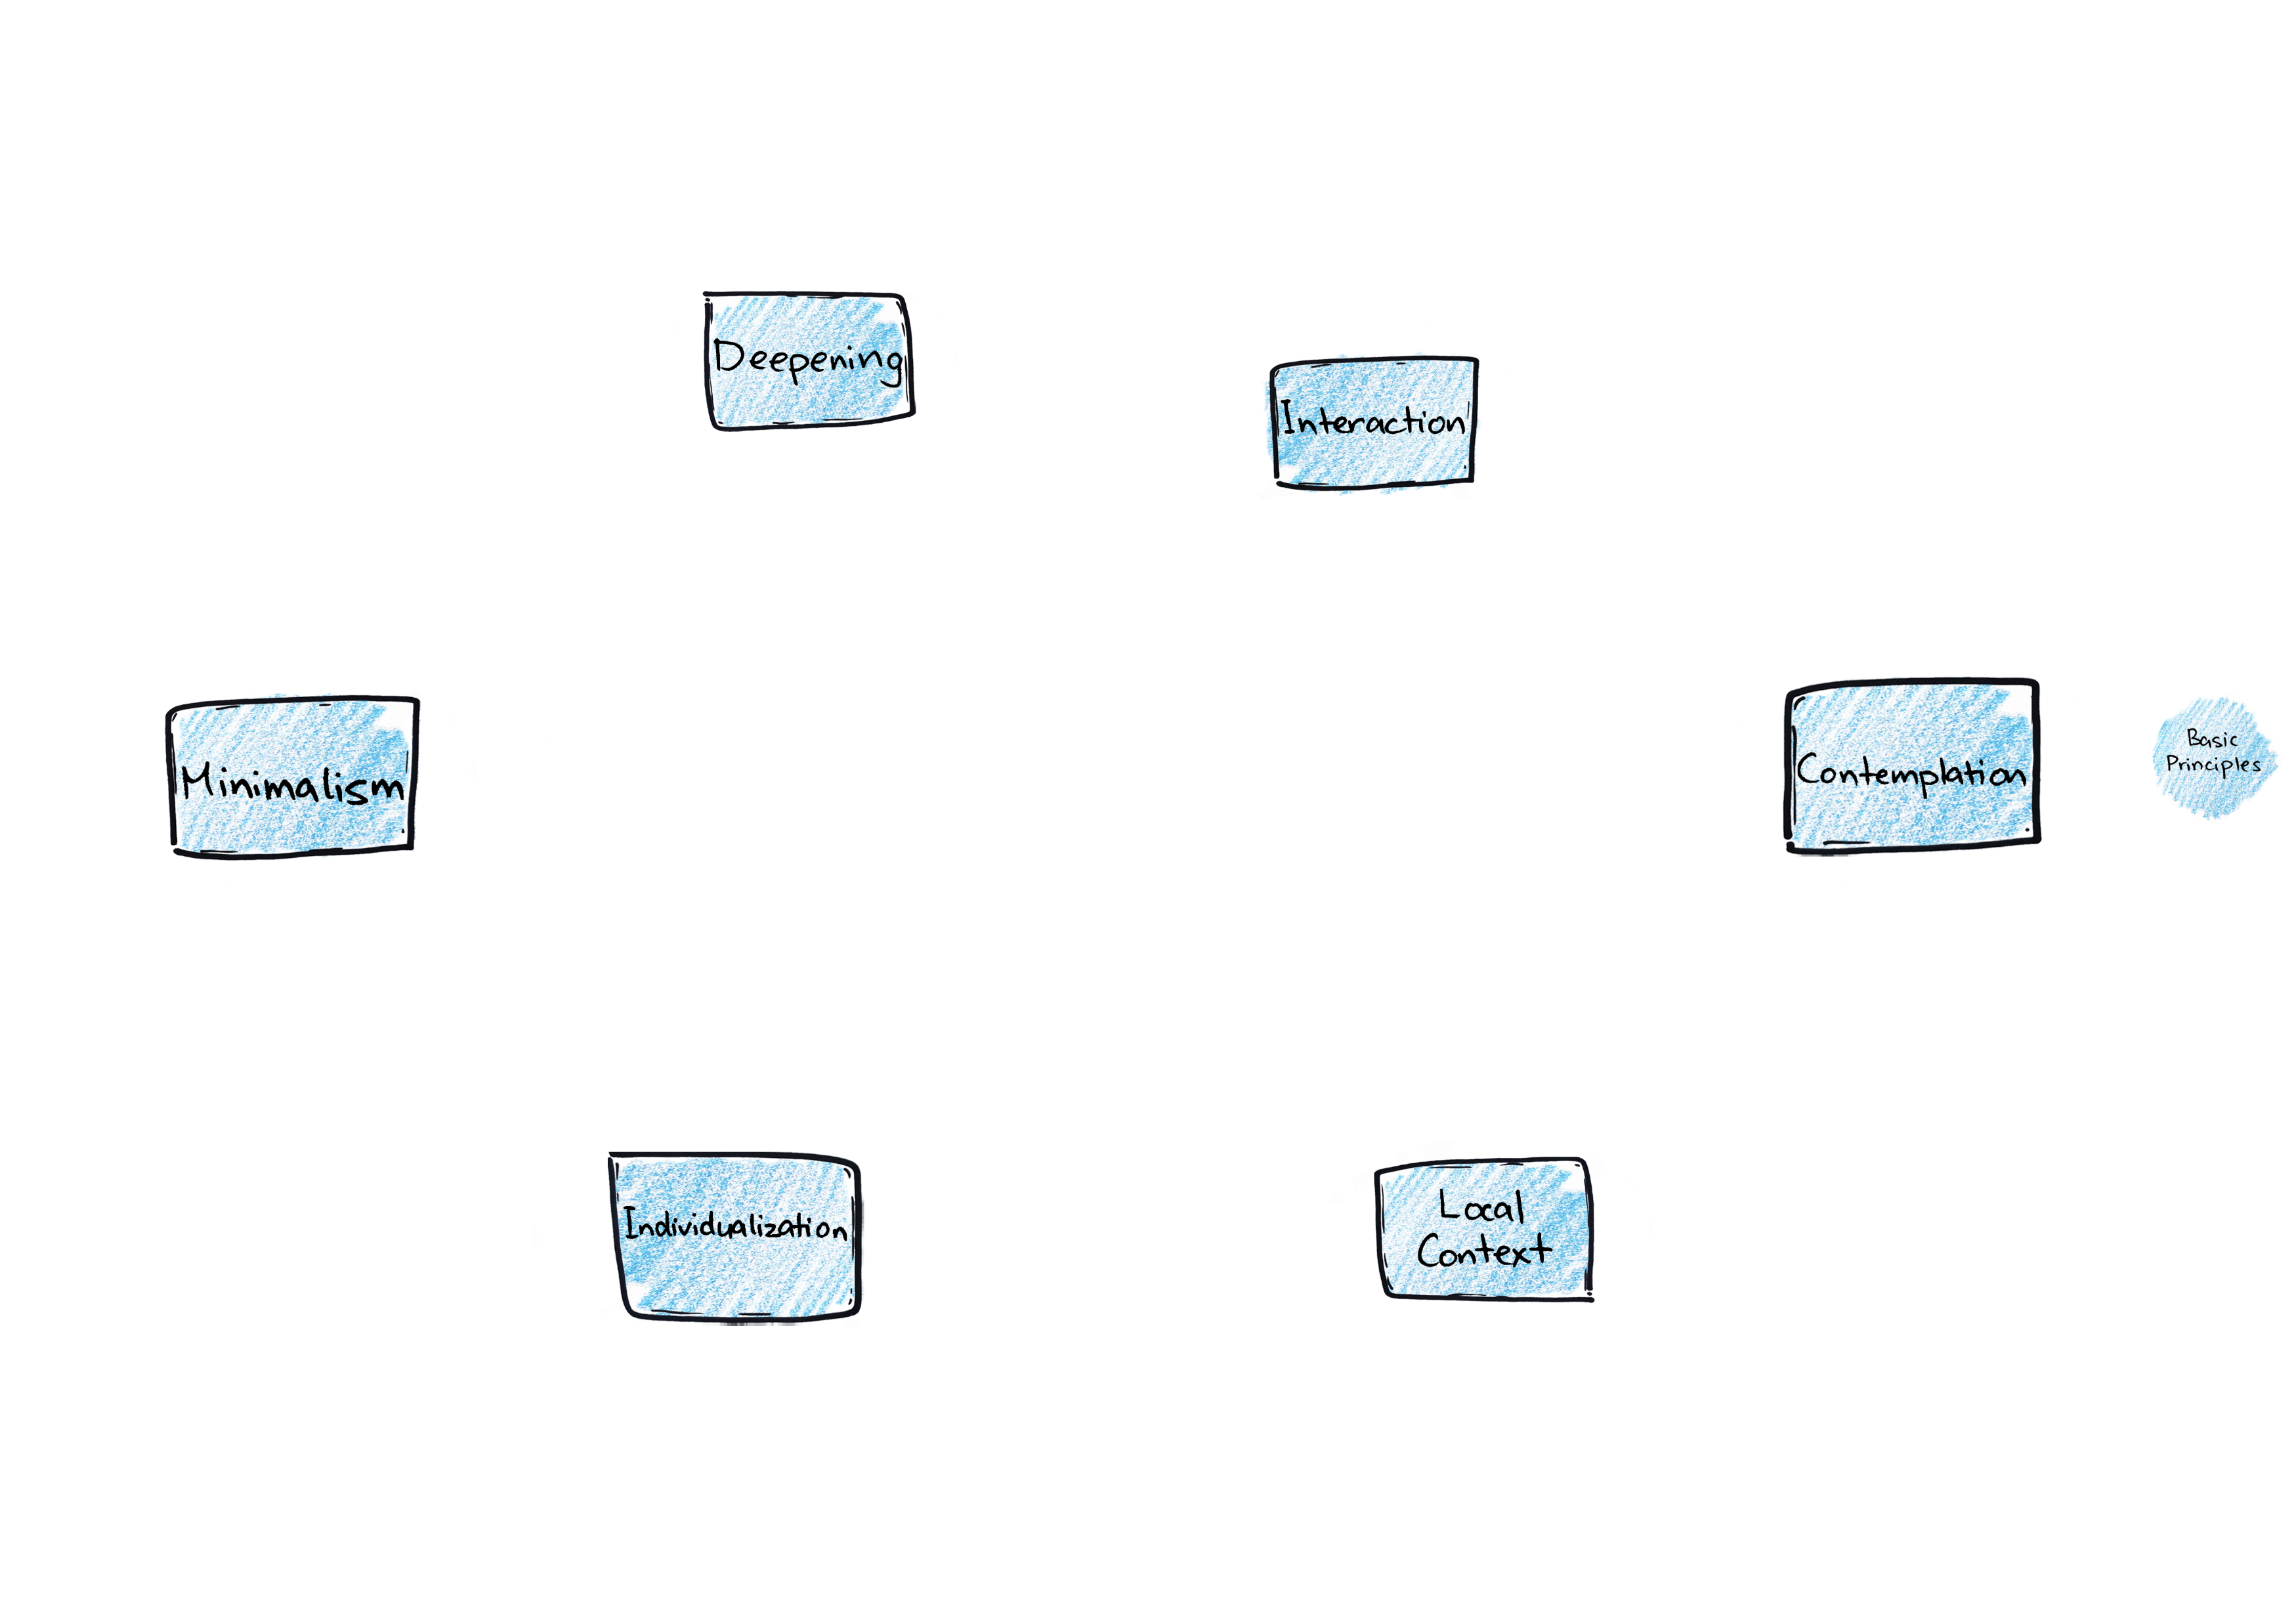 Deepening
Interaction
Minimalism
Contemplation
Basic
Principles
Individualization
Local
Context